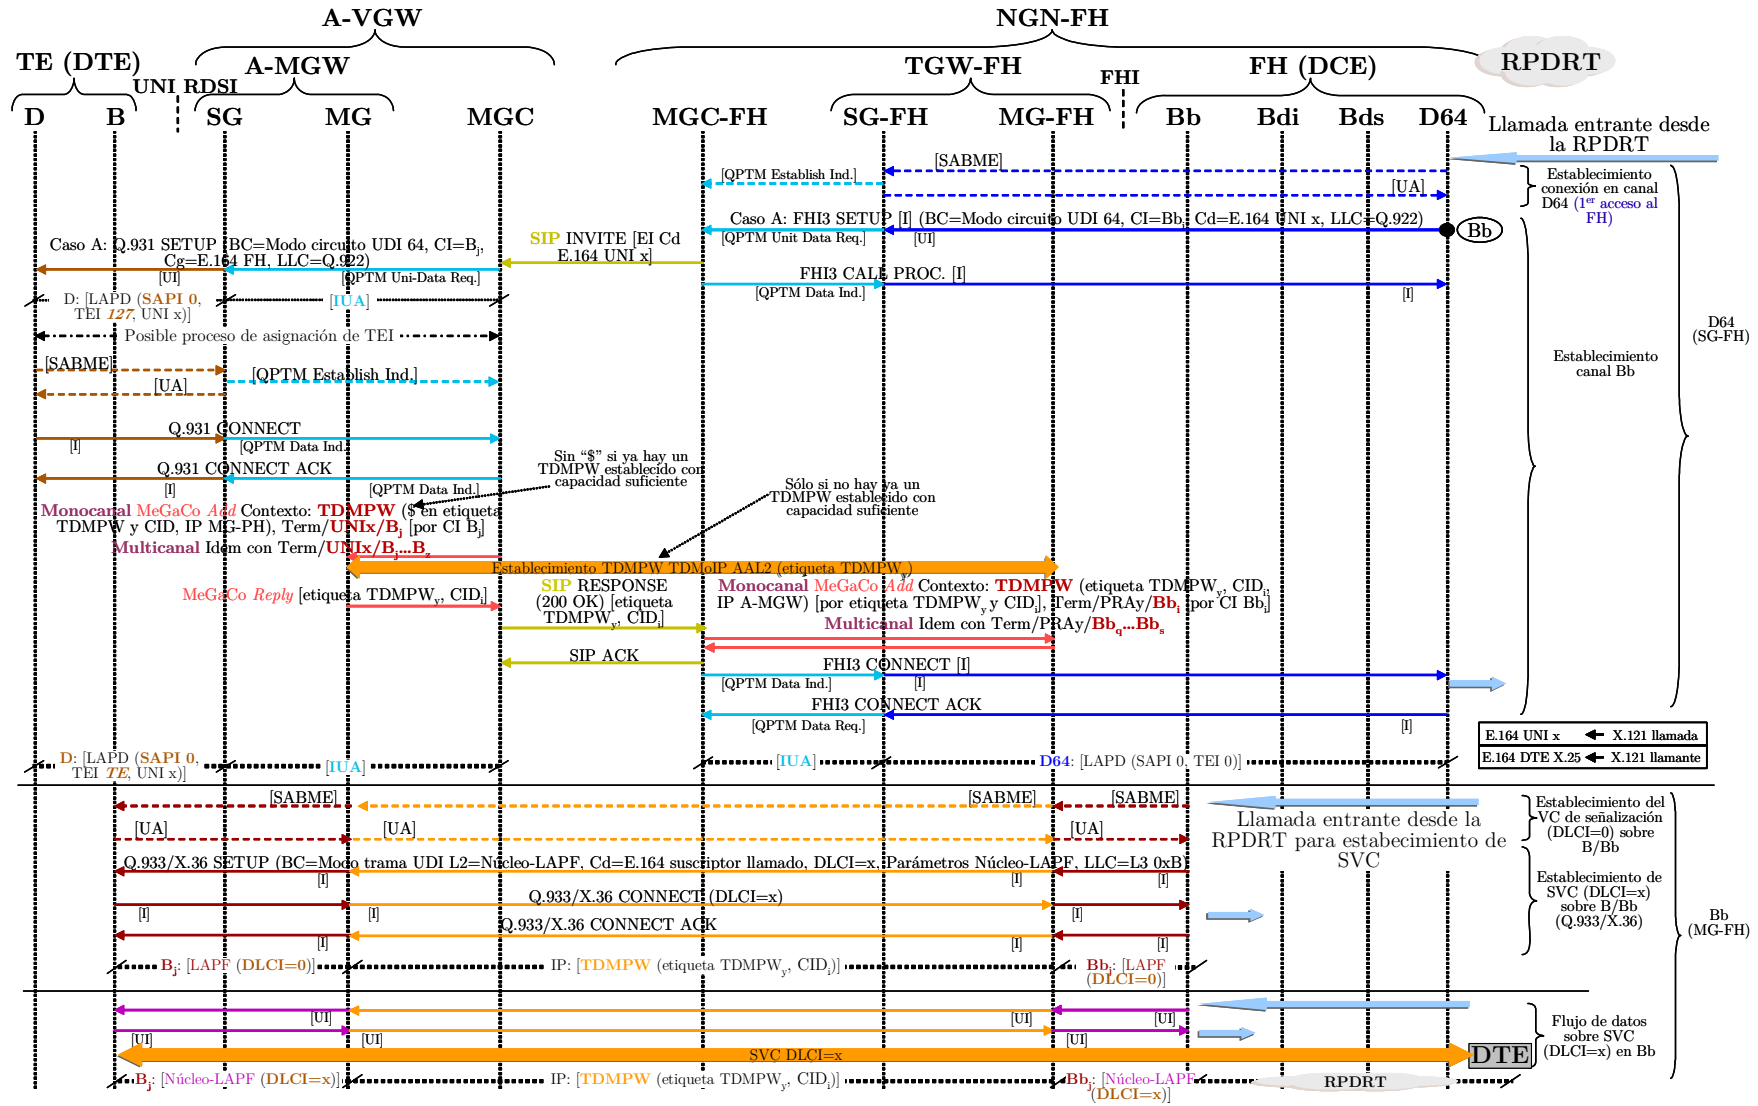 A-VGW
NGN-FH
TE (DTE)
UNI RDSI
A-MGW
TGW-FH
FHI
FH (DCE)
RPDRT
D
B
SG
MG
MGC
MGC-FH
SG-FH
MG-FH
Bb
Bdi
Bds
D64
Llamada entrante desde
la RPDRT
[SABME]
[QPTM Establish Ind.]
[UA]
Establecimiento
conexión en canal
D64 (1er acceso al
FH)
Caso A: FHI3 SETUP [I] (BC=Modo circuito UDI 64, CI=Bbi, Cd=E.164 UNI x, LLC=Q.922)
[QPTM Unit Data Req.]
[UI]
Bb
SIP INVITE [EI Cd
E.164 UNI x]
Caso A: Q.931 SETUP (BC=Modo circuito UDI 64, CI=Bj,
Cg=E.164 FH, LLC=Q.922)
[UI]
[QPTM Uni-Data Req.]
FHI3 CALL PROC. [I]
[QPTM Data Ind.]
[I]
D: [LAPD (SAPI 0,
TEI 127, UNI x)]
[IUA]
Posible proceso de asignación de TEI
D64
(SG-FH)
Establecimiento
canal Bb
[SABME]
[QPTM Establish Ind.]
[UA]
Q.931 CONNECT
[I]
[QPTM Data Ind.]
Q.931 CONNECT ACK
[I]
[QPTM Data Ind.]
Sin “$” si ya hay un
TDMPW establecido con
capacidad suficiente
Sólo si no hay ya un
TDMPW establecido con
capacidad suficiente
Monocanal MeGaCo Add Contexto: TDMPW ($ en etiqueta
TDMPW y CID, IP MG-PH), Term/UNIx/Bj [por CI Bj]
Multicanal Idem con Term/UNIx/Bj...Bz
Establecimiento TDMPW TDMoIP AAL2 (etiqueta TDMPWy)
MeGaCo Reply [etiqueta TDMPWy, CIDi]
SIP RESPONSE
(200 OK) [etiqueta
TDMPWy, CIDi]
Monocanal MeGaCo Add Contexto: TDMPW (etiqueta TDMPWy, CIDi,
IP A-MGW) [por etiqueta TDMPWy y CIDi], Term/PRAy/Bbi [por CI Bbi]
Multicanal Idem con Term/PRAy/Bbq...Bbs
SIP ACK
FHI3 CONNECT [I]
[QPTM Data Ind.]
[I]
FHI3 CONNECT ACK
[QPTM Data Req.]
[I]
E.164 UNI x X.121 llamada
E.164 DTE X.25 X.121 llamante
D: [LAPD (SAPI 0,
TEI TE, UNI x)]
[IUA]
[IUA]
D64: [LAPD (SAPI 0, TEI 0)]
[SABME]
[SABME]
[SABME]
[UA]
[UA]
[UA]
Llamada entrante desde la
RPDRT para estabecimiento de
SVC
Establecimiento del
VC de señalización
(DLCI=0) sobre
B/Bb
Q.933/X.36 SETUP (BC=Modo trama UDI L2=Núcleo-LAPF, Cd=E.164 suscriptor llamado, DLCI=x, Parámetros Núcleo-LAPF, LLC=L3 0xB)
[I]
[I]
[I]
Q.933/X.36 CONNECT (DLCI=x)
[I]
[I]
[I]
Q.933/X.36 CONNECT ACK
[I]
[I]
[I]
Establecimiento de
SVC (DLCI=x)
sobre B/Bb
(Q.933/X.36)
Bb
(MG-FH)
Bj: [LAPF (DLCI=0)]
IP: [TDMPW (etiqueta TDMPWy, CIDi)]
Bbi: [LAPF
(DLCI=0)]
[UI]
[UI]
[UI]
[UI]
[UI]
[UI]
Flujo de datos
sobre SVC
(DLCI=x) en Bb
SVC DLCI=x
DTE
Bj: [Núcleo-LAPF (DLCI=x)]
IP: [TDMPW (etiqueta TDMPWy, CIDi)]
Bbj: [Núcleo-LAPF
(DLCI=x)]
RPDRT